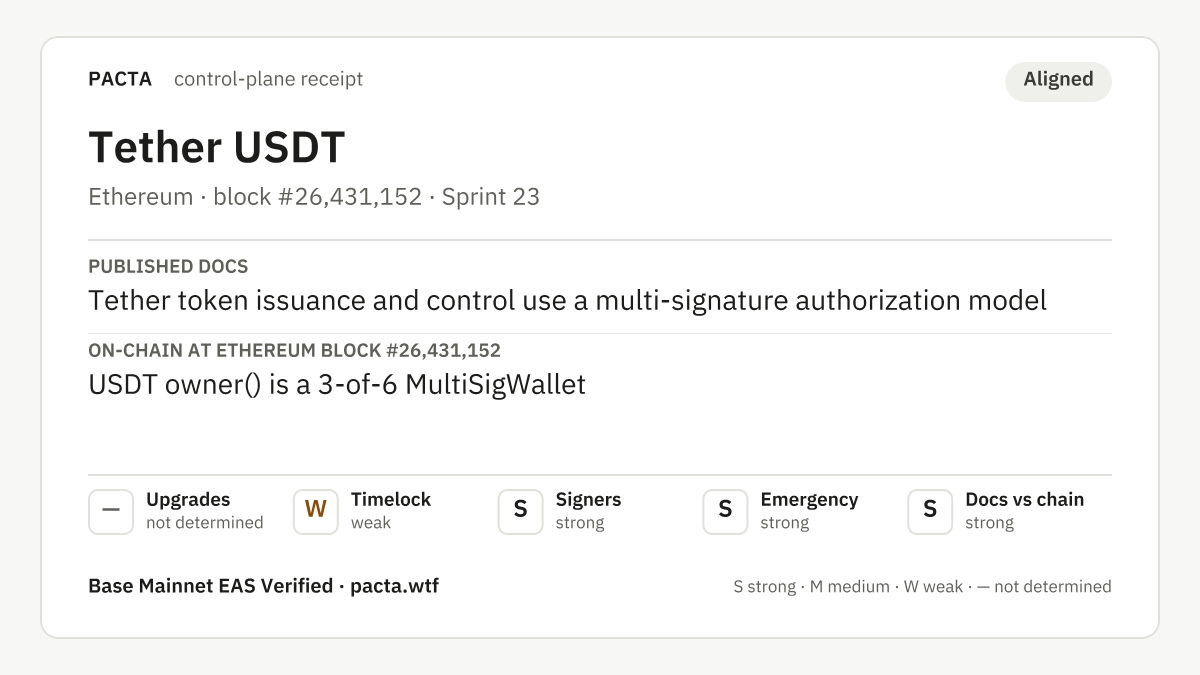 PACTA control-plane receipt Aligned
Tether USDT
Ethereum · block #26,431,152 · Sprint 23
PUBLISHED DOCS
Tether token issuance and control use a multi-signature authorization model
ON-CHAIN AT ETHEREUM BLOCK #26,431,152
USDT owner() is a 3-of-6 MultiSigWallet
— Upgrades not determined
W Timelock weak
S Signers strong
S Emergency strong
S Docs vs chain strong
Base Mainnet EAS Verified · pacta.wtf
S strong · M medium · W weak · — not determined